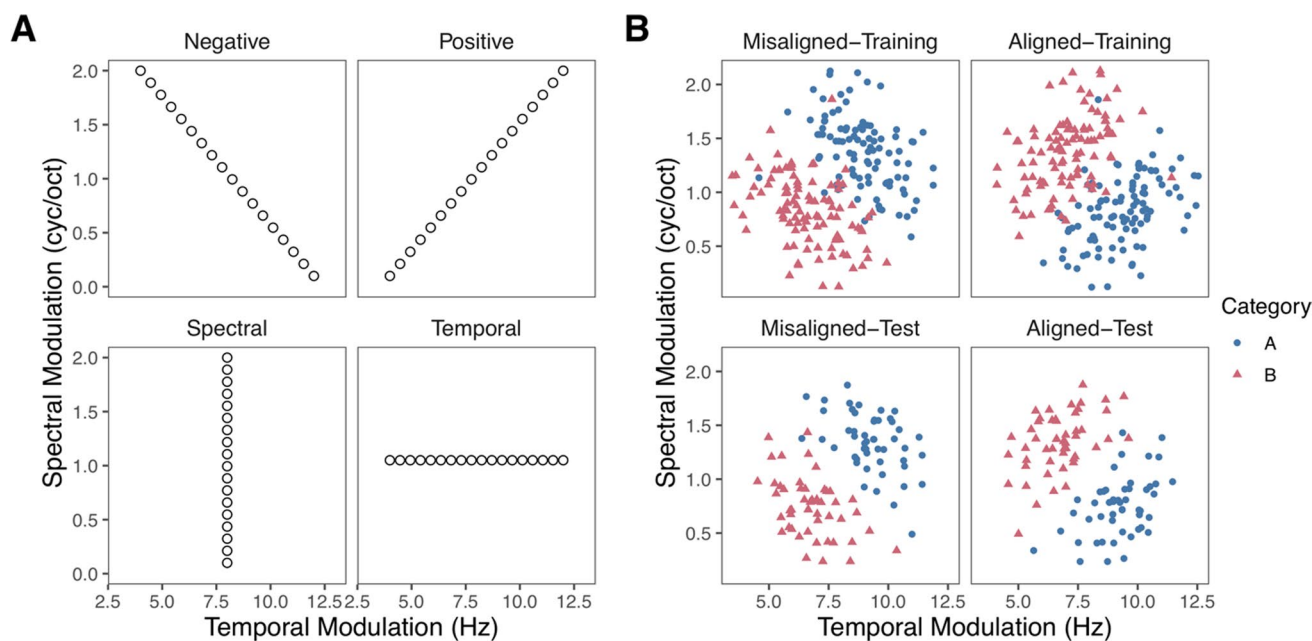 A
B
Negative
Positive
Misaligned–Training
Aligned–Training
2.0
1.5
1.0
0.5
0.0
2.0
1.5
1.0
0.5
Spectral
Temporal
Misaligned–Test
Aligned–Test
2.0
1.5
1.0
0.5
0.0
2.0
1.5
1.0
0.5
Spectral Modulation (cyc/oct)
Spectral Modulation (cyc/oct)
2.5
5.0
7.5
10.0
12.5
2.5
5.0
7.5
10.0
12.5
5.0
7.5
10.0
12.5
5.0
7.5
10.0
12.5
Temporal Modulation (Hz)
Temporal Modulation (Hz)
Category
A
B